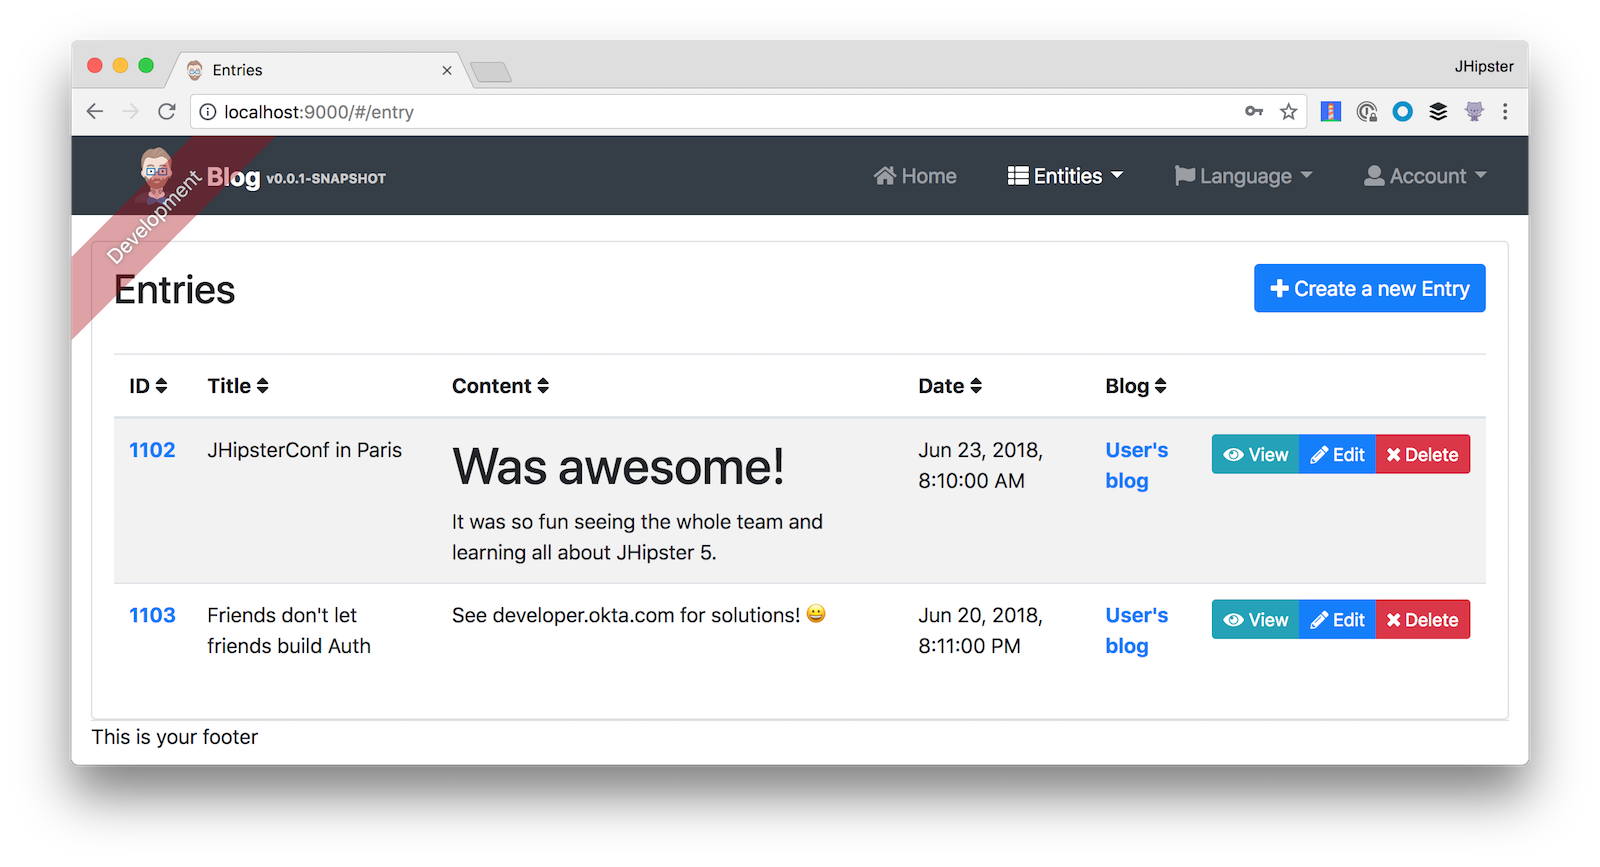 Entries
JHipster
localhost:9000/#/entry
Development
Blog v0.0.1-SNAPSHOT
Home Entities Language Account
Entries
Create a new Entry
ID Title Content Date Blog
1102 JHipsterConf in Paris
Was awesome!
It was so fun seeing the whole team and
learning all about JHipster 5.
Jun 23, 2018,
8:10:00 AM
User's
blog
View Edit Delete
1103 Friends don't let
friends build Auth
See developer.okta.com for solutions! 😀
Jun 20, 2018,
8:11:00 PM
User's
blog
View Edit Delete
This is your footer